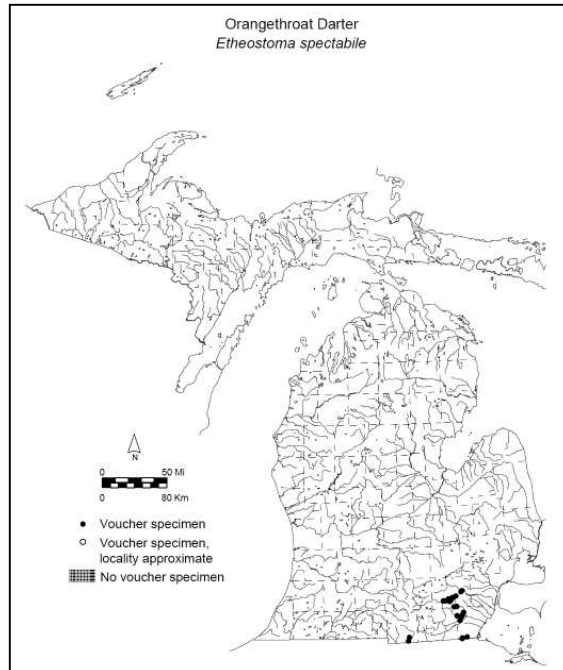 Orangethroat Darter
Etheostoma spectabile
N
0 50 Mi
0 80 Km
Voucher specimen
Voucher specimen,
locality approximate
No voucher specimen